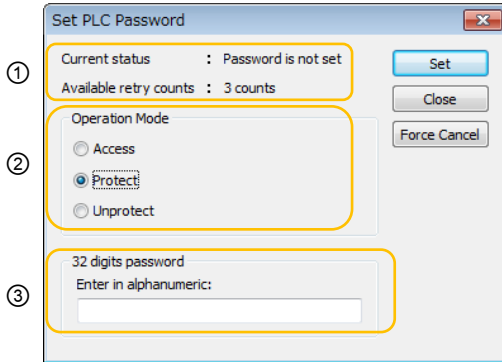 Set PLC Password
① Current status : Password is not set
Available retry counts : 3 counts
Set
Close
Force Cancel
② Operation Mode
Access
Protect
Unprotect
③ 32 digits password
Enter in alphanumeric: